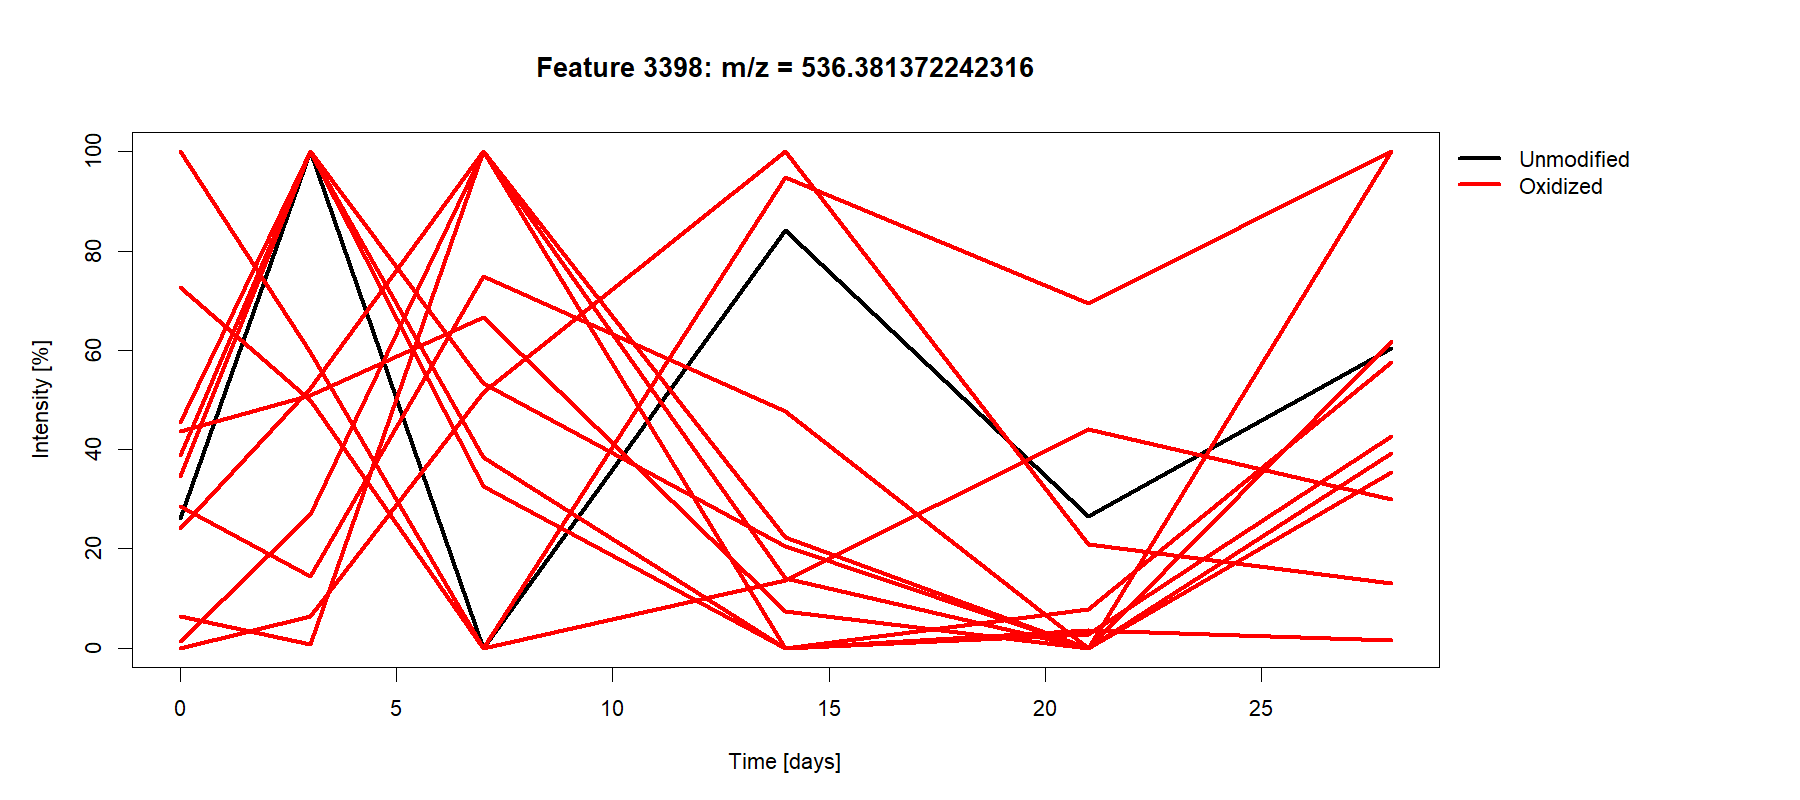 Feature 3398: m/z = 536.381372242316
Unmodified
Oxidized
Intensity [%]
100
80
60
40
20
0
0 5 10 15 20 25
Time [days]